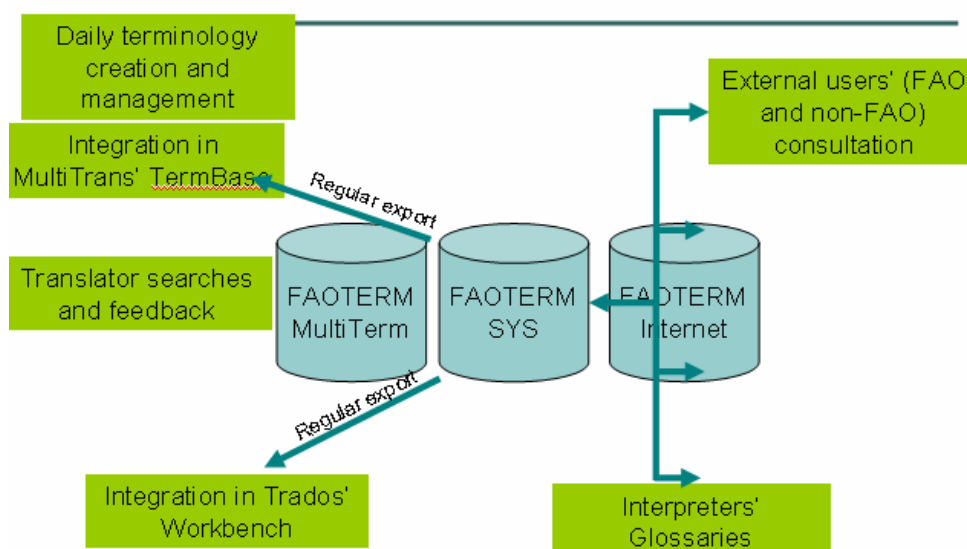 Daily terminology
creation and
management
Integration in
MultiTrans' TermBase
Regular export
External users' (FAO
and non-FAO)
consultation
Translator searches
and feedback
FAOTERM
MultiTerm
FAOTERM
SYS
FAOTERM
Internet
Regular export
Integration in Trados'
Workbench
Interpreters'
Glossaries